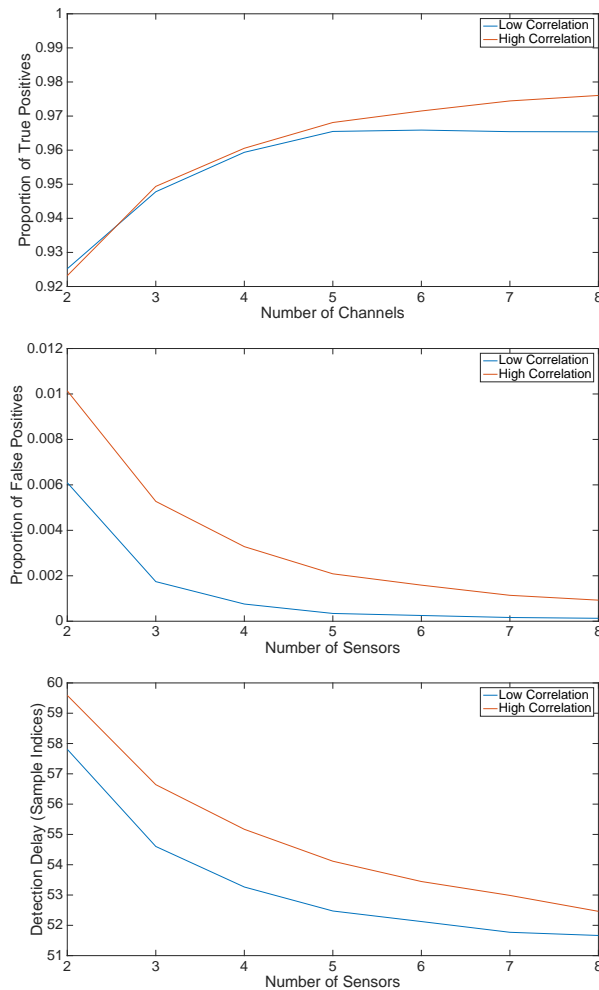 Proportion of True Positives
1
0.99
0.98
0.97
0.96
0.95
0.94
0.93
0.92
Low Correlation
High Correlation
2 3 4 5 6 7 8
Number of Channels
Proportion of False Positives
0.012
0.01
0.008
0.006
0.004
0.002
0
Low Correlation
High Correlation
2 3 4 5 6 7 8
Number of Sensors
Detection Delay (Sample Indices)
60
59
58
57
56
55
54
53
52
51
Low Correlation
High Correlation
2 3 4 5 6 7 8
Number of Sensors